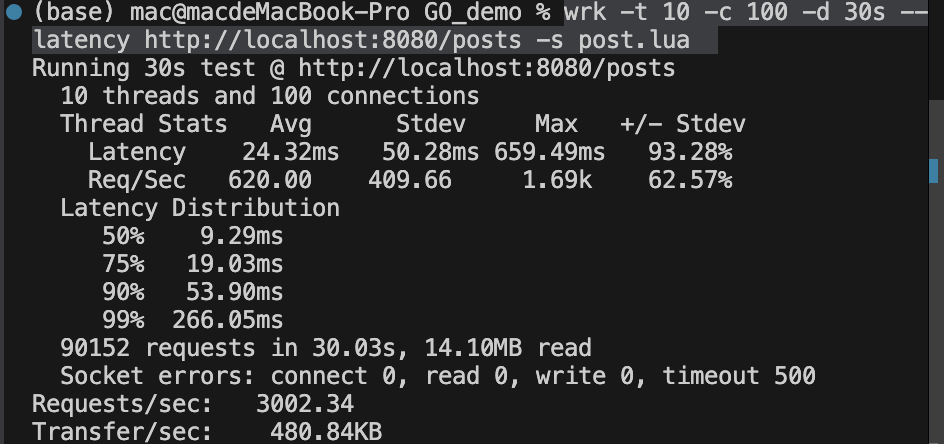 (base) mac@macdeMacBook-Pro GO_demo % wrk -t 10 -c 100 -d 30s --
latency http://localhost:8080/posts -s post.lua
Running 30s test @ http://localhost:8080/posts
  10 threads and 100 connections
  Thread Stats   Avg      Stdev     Max   +/- Stdev
    Latency    24.32ms   50.28ms 659.49ms   93.28%
    Req/Sec   620.00    409.66     1.69k    62.57%
  Latency Distribution
     50%    9.29ms
     75%   19.03ms
     90%   53.90ms
     99%  266.05ms
  90152 requests in 30.03s, 14.10MB read
  Socket errors: connect 0, read 0, write 0, timeout 500
Requests/sec:   3002.34
Transfer/sec:    480.84KB